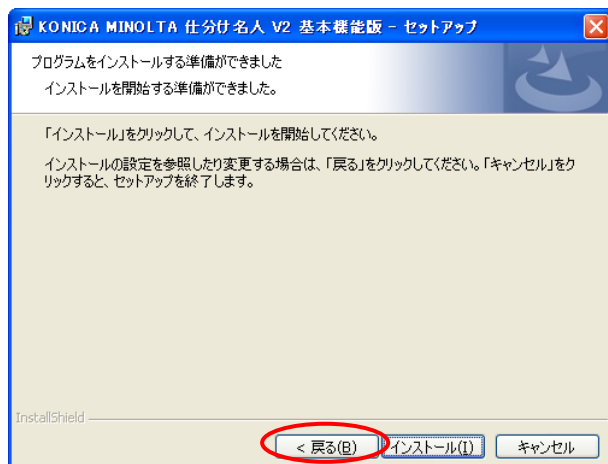 KONICA MINOLTA 仕分け名人 V2 基本機能版 - セットアップ
プログラムをインストールする準備ができました
インストールを開始する準備ができました。
「インストール」をクリックして、インストールを開始してください。
インストールの設定を参照したり変更する場合は、「戻る」をクリックしてください。「キャンセル」をク
リックすると、セットアップを終了します。
InstallShield
< 戻る(B)
インストール(I)
キャンセル